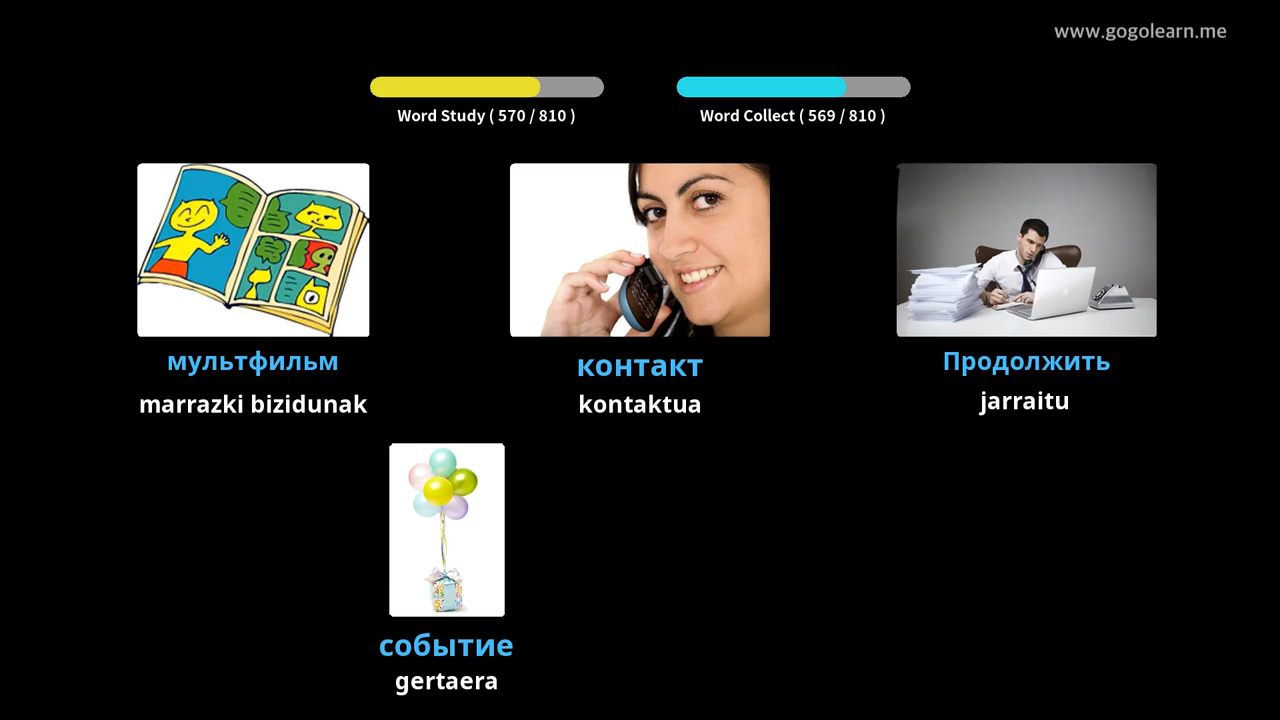 www.gogolearn.me
Word Study ( 570 / 810 )
Word Collect ( 569 / 810 )
мультфильм
marrazki bizidunak
контакт
kontaktua
Продолжить
jarraitu
событие
gertaera